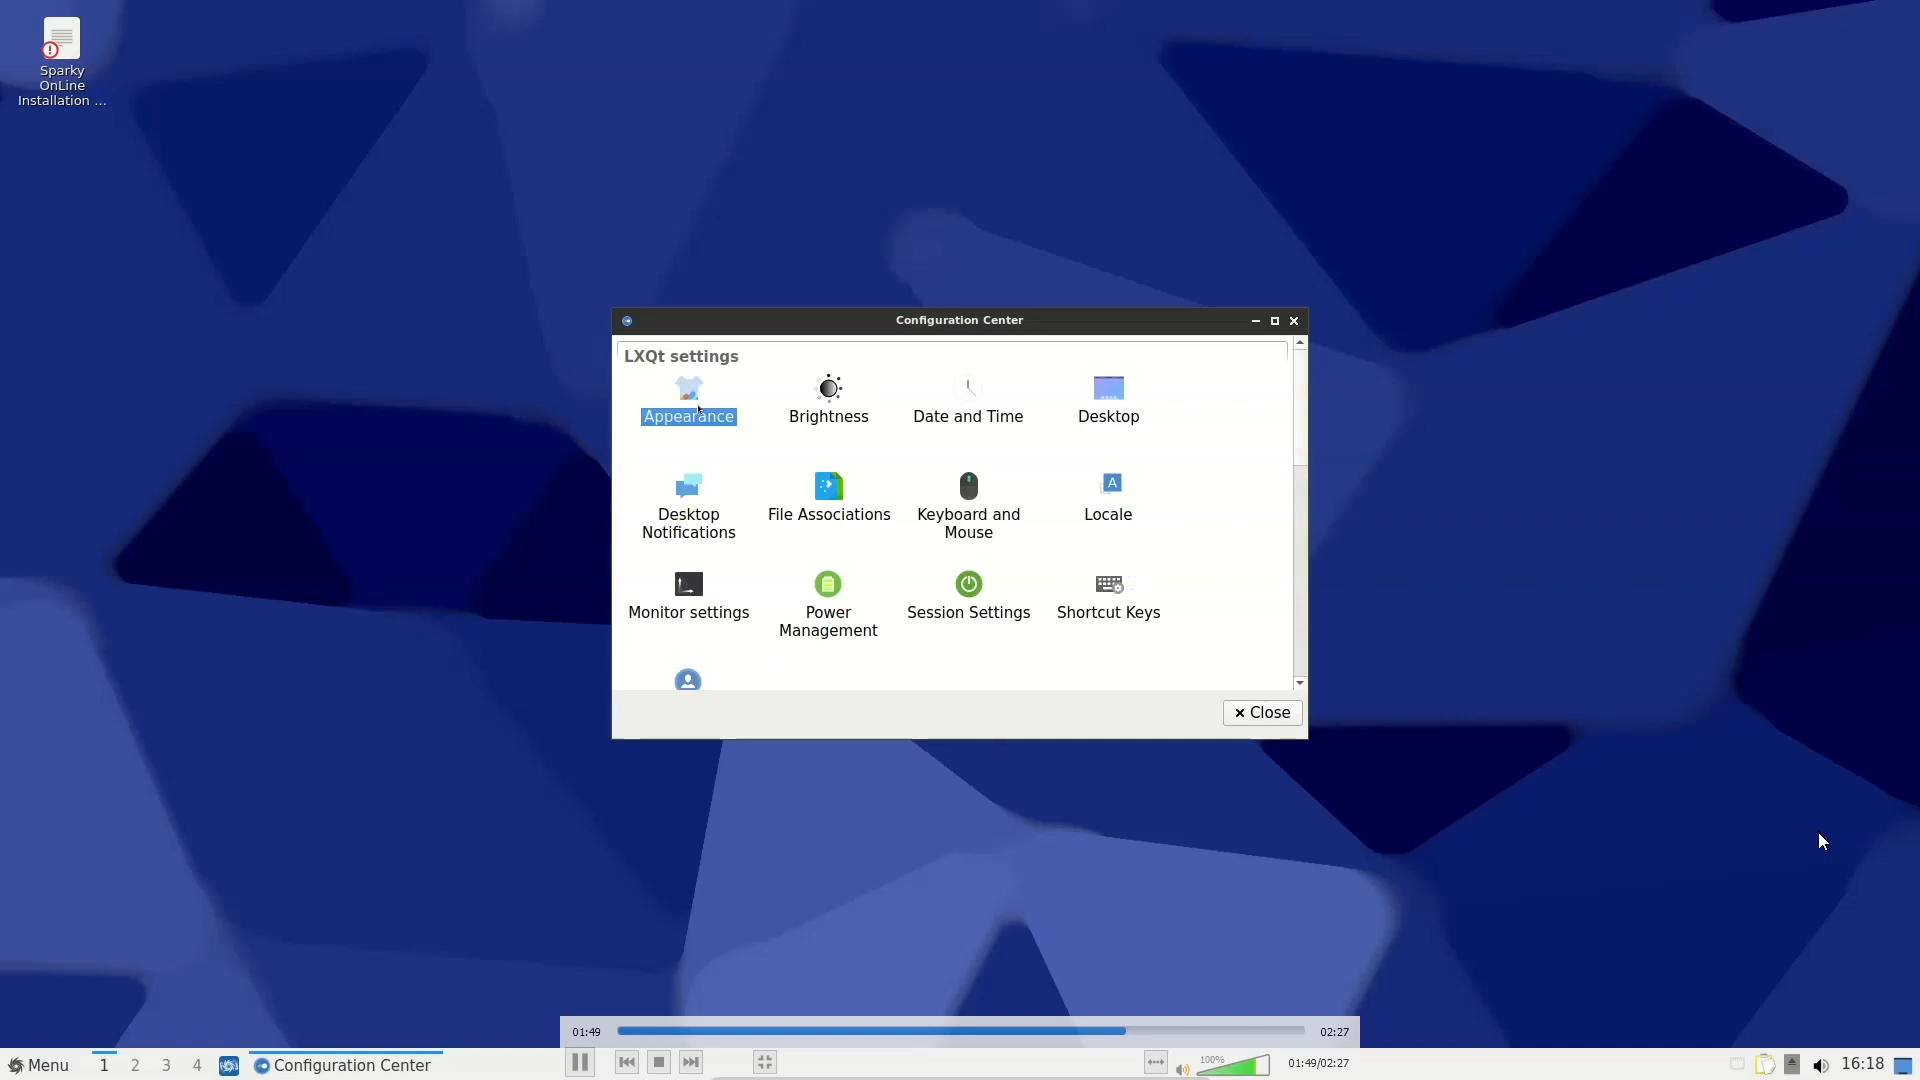 Sparky
OnLine
Installation ...
Configuration Center
LXQt settings
Appearance
Brightness
Date and Time
Desktop
Desktop
Notifications
File Associations
Keyboard and
Mouse
Locale
A
Monitor settings
Power
Management
Session Settings
Shortcut Keys
Close
01:49
02:27
Menu
1
2
3
4
Configuration Center
100%
01:49/02:27
16:18